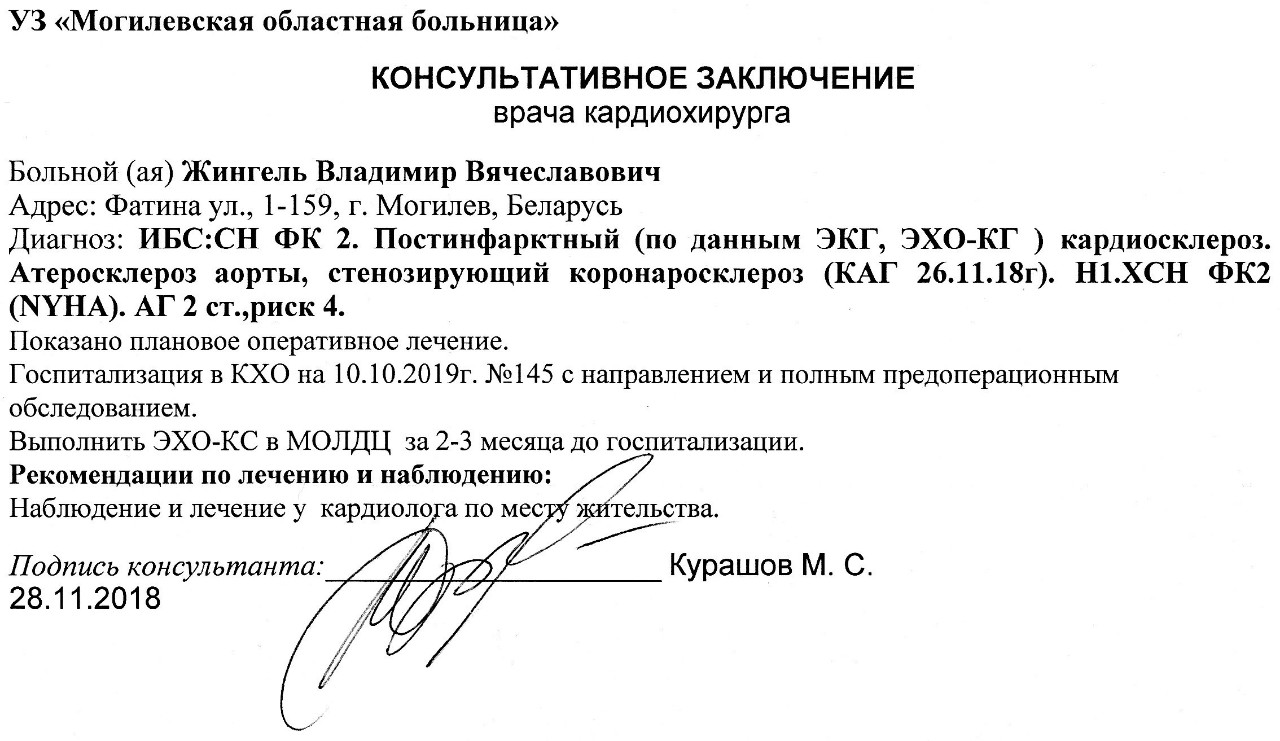 УЗ «Могилевская областная больница»
КОНСУЛЬТАТИВНОЕ ЗАКЛЮЧЕНИЕ
врача кардиохирурга
Больной (ая) Жингель Владимир Вячеславович
Адрес: Фатина ул., 1-159, г. Могилев, Беларусь
Диагноз: ИБС:СН ФК 2. Постинфарктный (по данным ЭКГ, ЭХО-КГ ) кардиосклероз.
Атеросклероз аорты, стенозирующий коронаросклероз (КАГ 26.11.18г). Н1.ХСН ФК2
(NYHA). АГ 2 ст.,риск 4.
Показано плановое оперативное лечение.
Госпитализация в КХО на 10.10.2019г. №145 с направлением и полным предоперационным
обследованием.
Выполнить ЭХО-КС в МОЛДЦ  за 2-3 месяца до госпитализации.
Рекомендации по лечению и наблюдению:
Наблюдение и лечение у  кардиолога по месту жительства.
Подпись консультанта:______________________ Курашов М. С.
28.11.2018